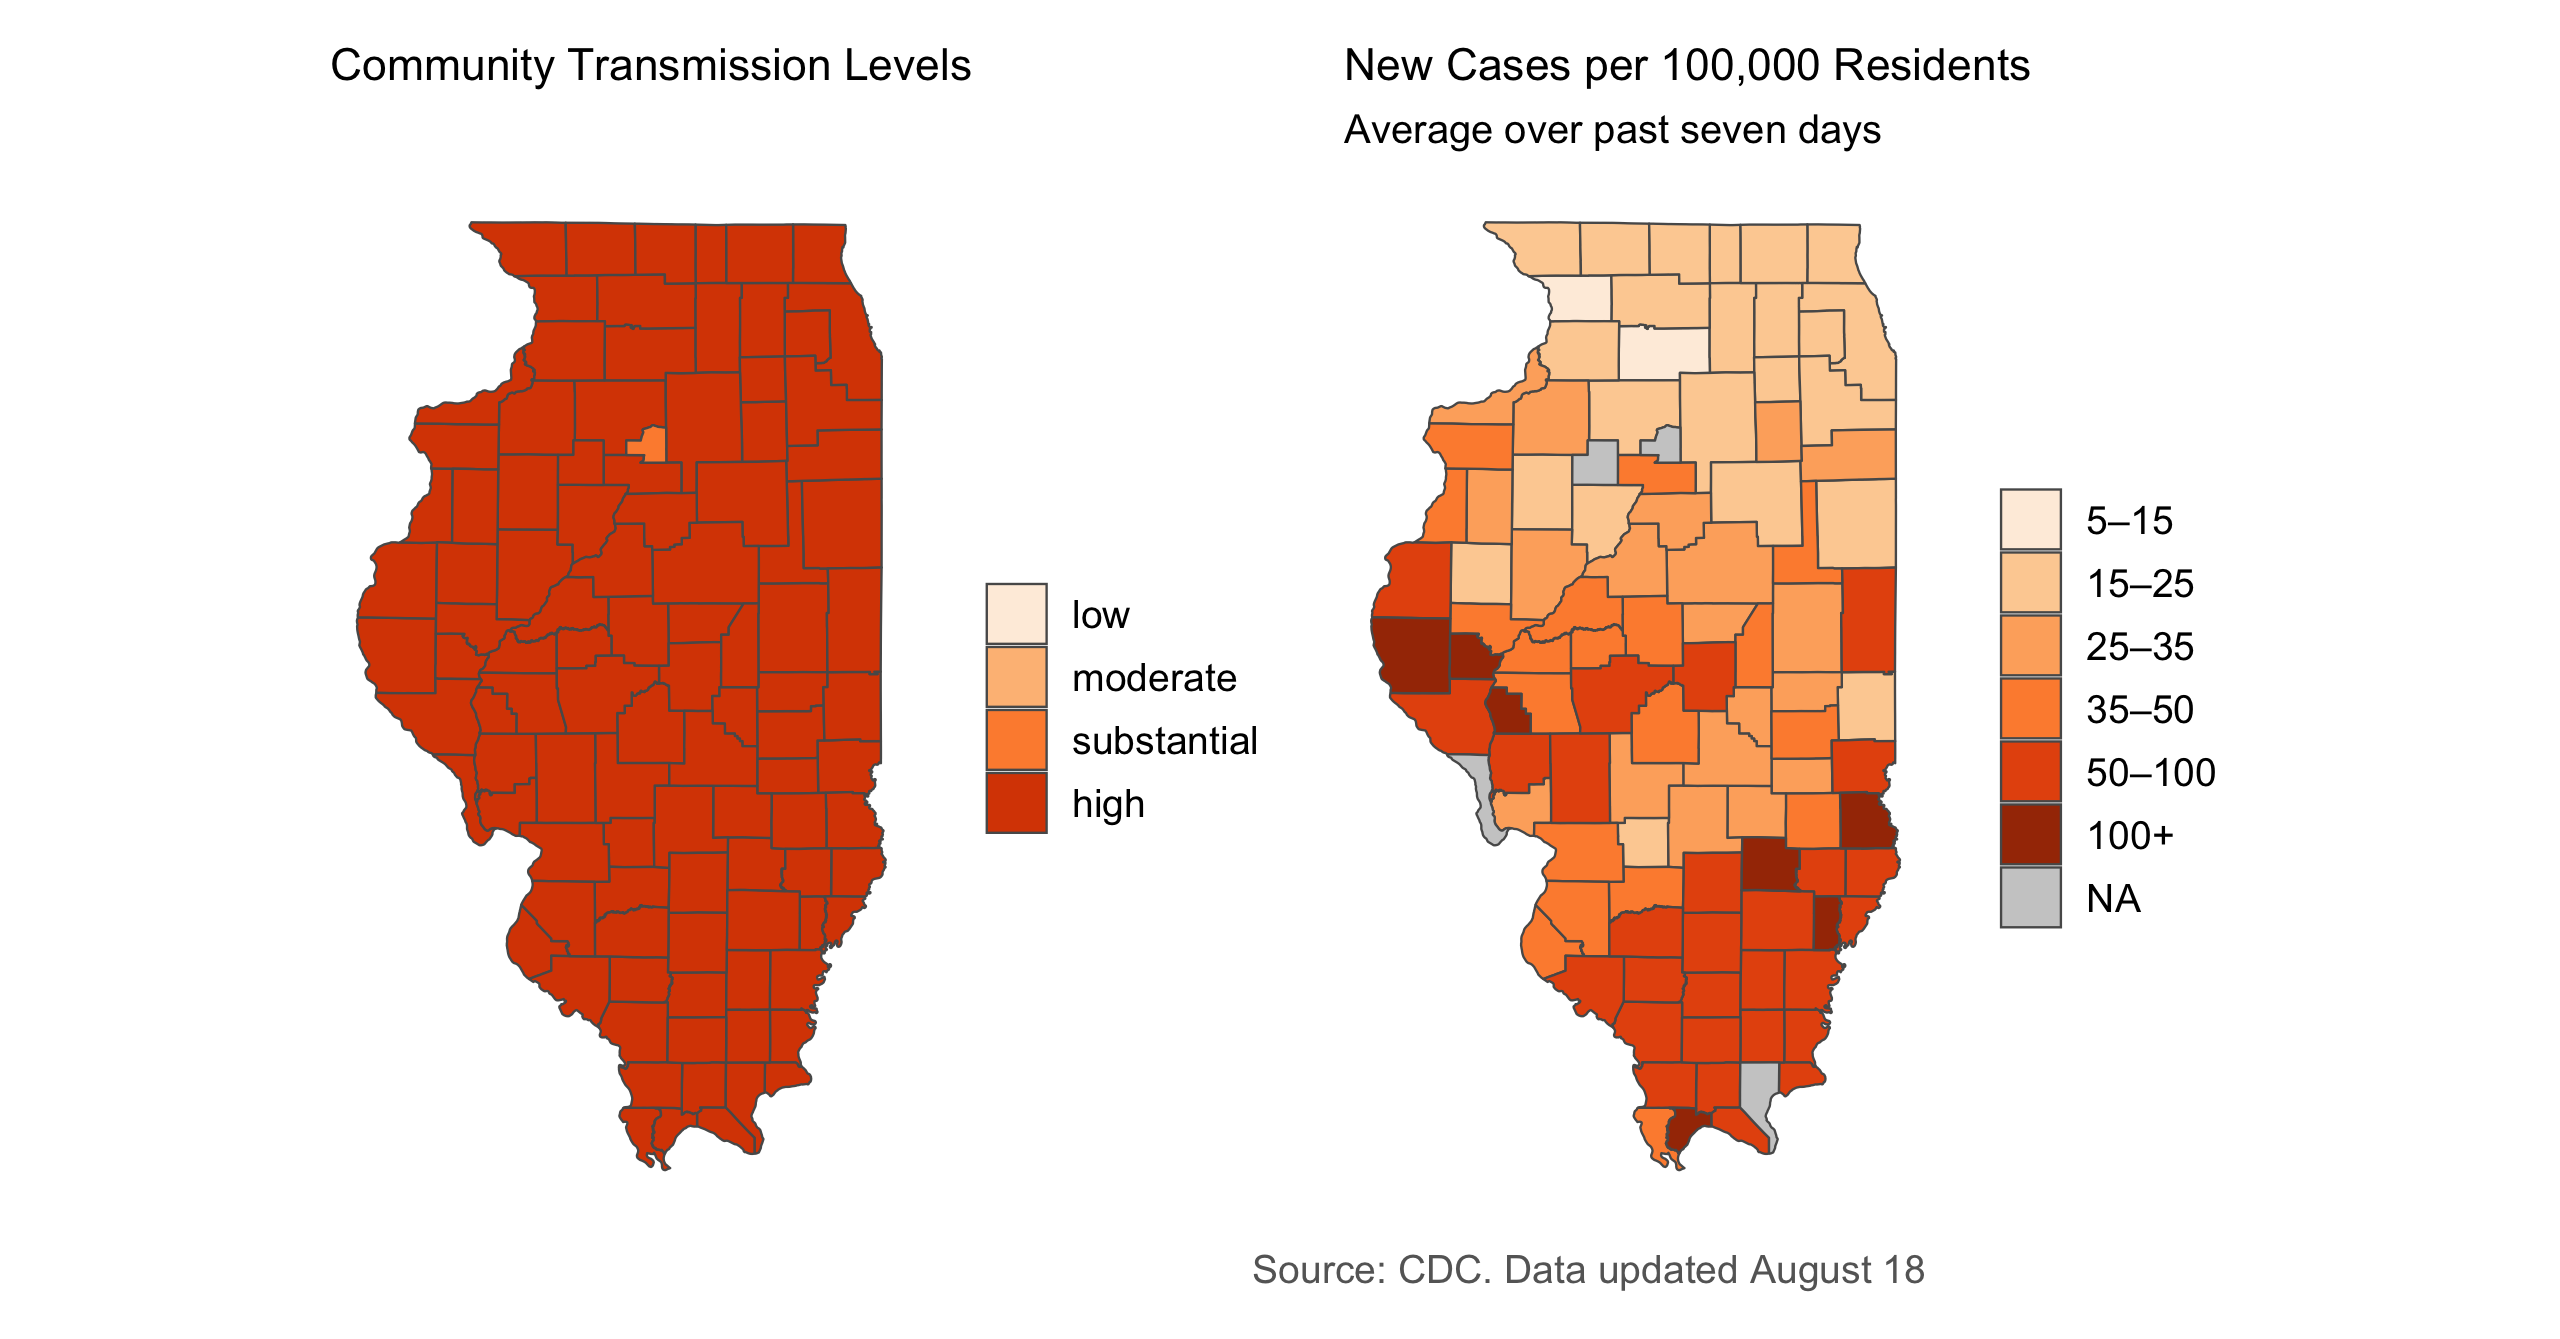 Community Transmission Levels
low
moderate
substantial
high
New Cases per 100,000 Residents
Average over past seven days
5–15
15–25
25–35
35–50
50–100
100+
NA
Source: CDC. Data updated August 18